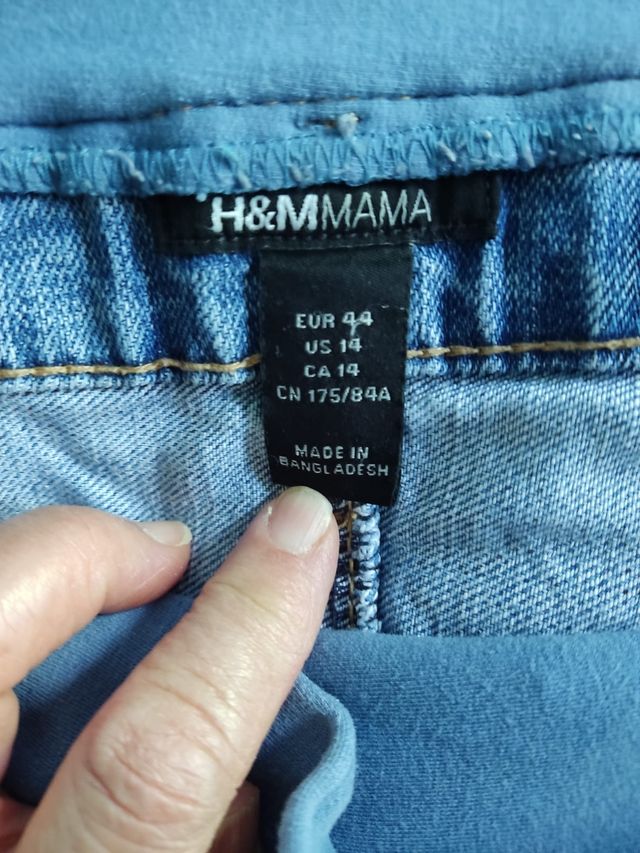 H&MMAMA
EUR 44
US 14
CA 14
CN 175/84A
MADE IN
BANGLADESH